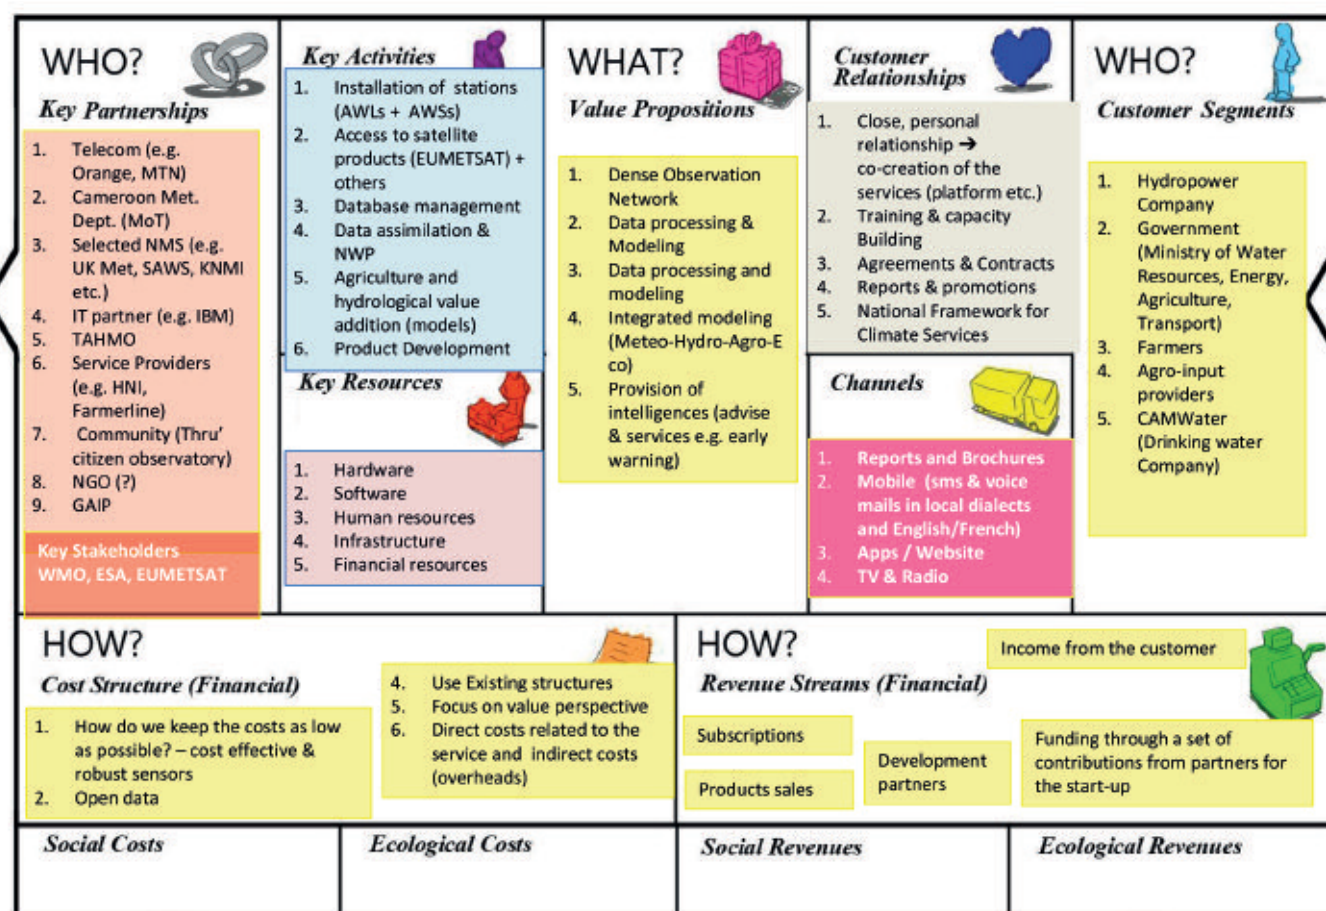 WHO?
Key Partnerships
1. Telecom (e.g.
Orange, MTN)
2. Cameroon Met.
Dept. (MoT)
3. Selected NMS (e.g.
UK Met, SAWS, KNMI
etc.)
4. IT partner (e.g. IBM)
5. TAHMO
6. Service Providers
(e.g. HNI,
Farmerline)
7. Community (Thru’
citizen observatory)
8. NGO (?)
9. GAIP
Key Stakeholders
WMO, ESA, EUMETSAT
Key Activities
1. Installation of stations
(AWLs + AWSs)
2. Access to satellite
products (EUMETSAT) +
others
3. Database management
4. Data assimilation &
NWP
5. Agriculture and
hydrological value
addition (models)
6. Product Development
Key Resources
1. Hardware
2. Software
3. Human resources
4. Infrastructure
5. Financial resources
WHAT?
Value Propositions
1. Dense Observation
Network
2. Data processing &
Modeling
3. Data processing and
modeling
4. Integrated modeling
(Meteo-Hydro-Agro-E
co)
5. Provision of
intelligences (advise
& services e.g. early
warning)
Customer
Relationships
1. Close, personal
relationship ➔
co-creation of the
services (platform etc.)
2. Training & capacity
Building
3. Agreements & Contracts
4. Reports & promotions
5. National Framework for
Climate Services
Channels
1. Reports and Brochures
2. Mobile (sms & voice
mails in local dialects
and English/French)
3. Apps / Website
4. TV & Radio
WHO?
Customer Segments
1. Hydropower
Company
2. Government
(Ministry of Water
Resources, Energy,
Agriculture,
Transport)
3. Farmers
4. Agro-input
providers
5. CAMWater
(Drinking water
Company)
HOW?
Cost Structure (Financial)
1. How do we keep the costs as low
as possible? – cost effective &
robust sensors
2. Open data
4. Use Existing structures
5. Focus on value perspective
6. Direct costs related to the
service and indirect costs
(overheads)
HOW?
Revenue Streams (Financial)
Income from the customer
Subscriptions
Products sales
Development
partners
Funding through a set of
contributions from partners for
the start-up
Social Costs
Ecological Costs
Social Revenues
Ecological Revenues